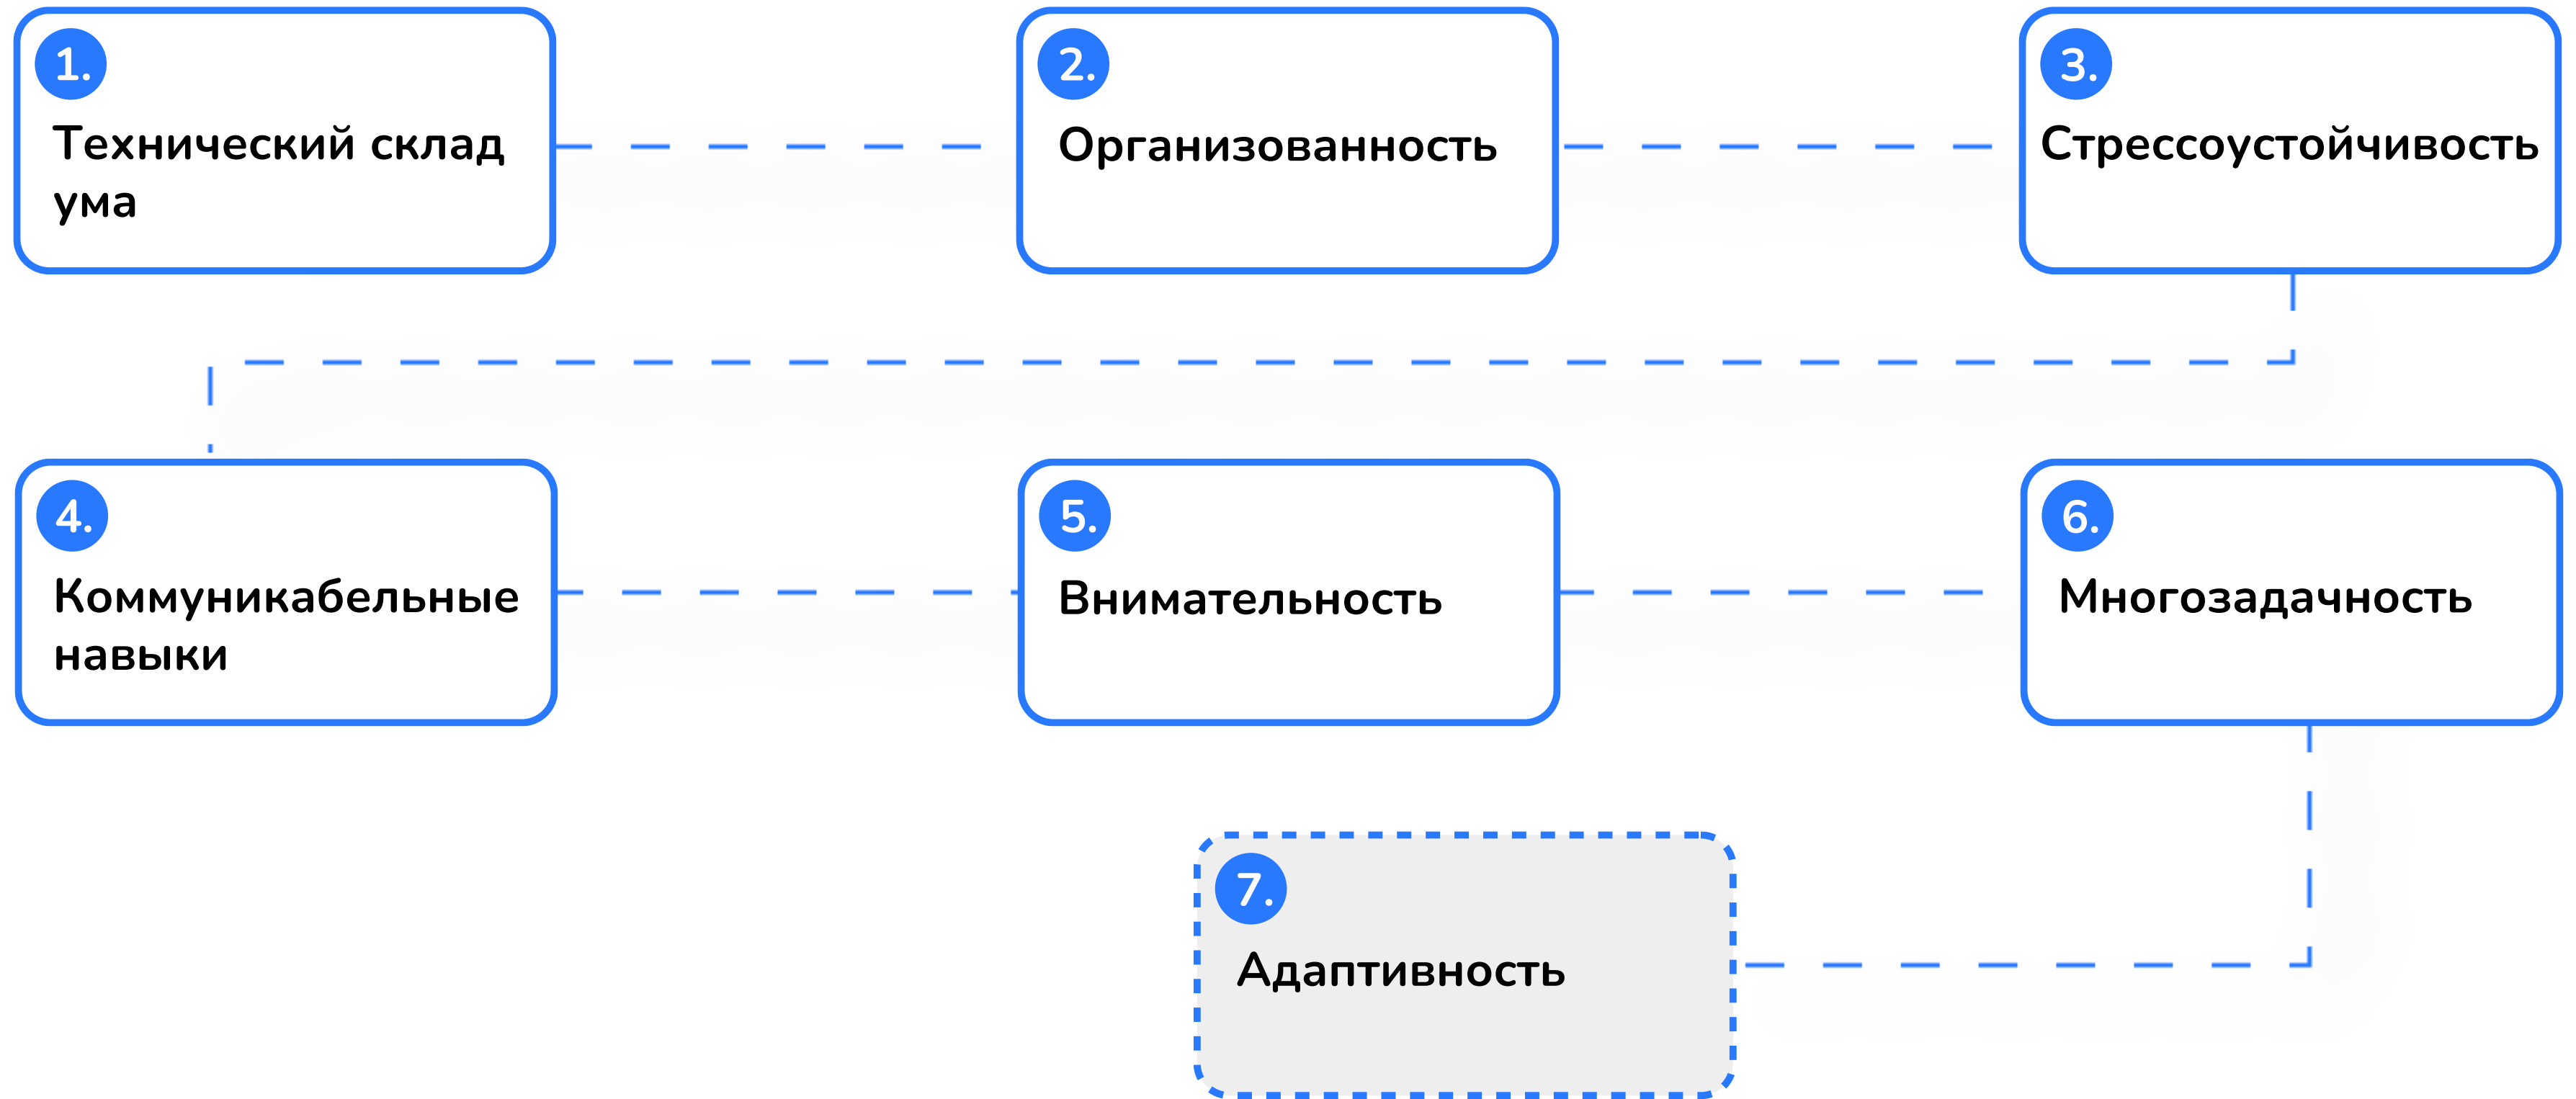 1.
Технический склад
ума
2.
Организованность
3.
Стрессоустойчивость
4.
Коммуникабельные
навыки
5.
Внимательность
6.
Многозадачность
7.
Адаптивность